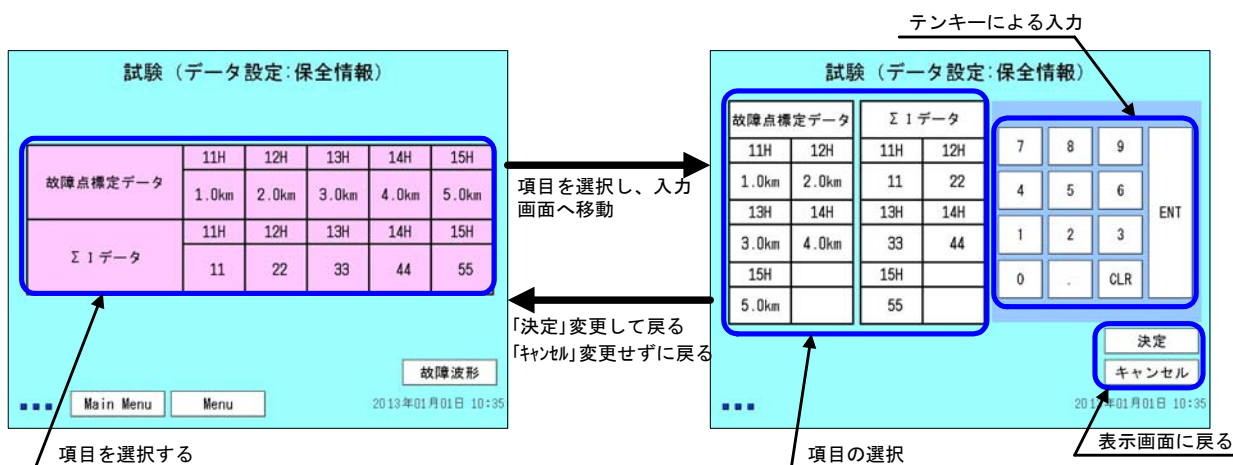 テンキーによる入力
試験 (データ設定:保全情報)
11H 12H 13H 14H 15H
故障点標定データ
1.0km 2.0km 3.0km 4.0km 5.0km
11H 12H 13H 14H 15H
ΣIデータ
11 22 33 44 55
故障波形
Main Menu Menu
2013年01月01日 10:35
項目を選択する
項目を選択し、入力
画面へ移動
「決定」変更して戻る
「ｷｬﾝｾﾙ」変更せずに戻る
試験 (データ設定:保全情報)
故障点標定データ ΣIデータ
11H 12H 11H 12H
1.0km 2.0km 11 22
13H 14H 13H 14H
3.0km 4.0km 33 44
15H 15H
5.0km 55
7 8 9
4 5 6
ENT
1 2 3
0 . CLR
決定
キャンセル
201 年01月01日 10:35
項目の選択
表示画面に戻る